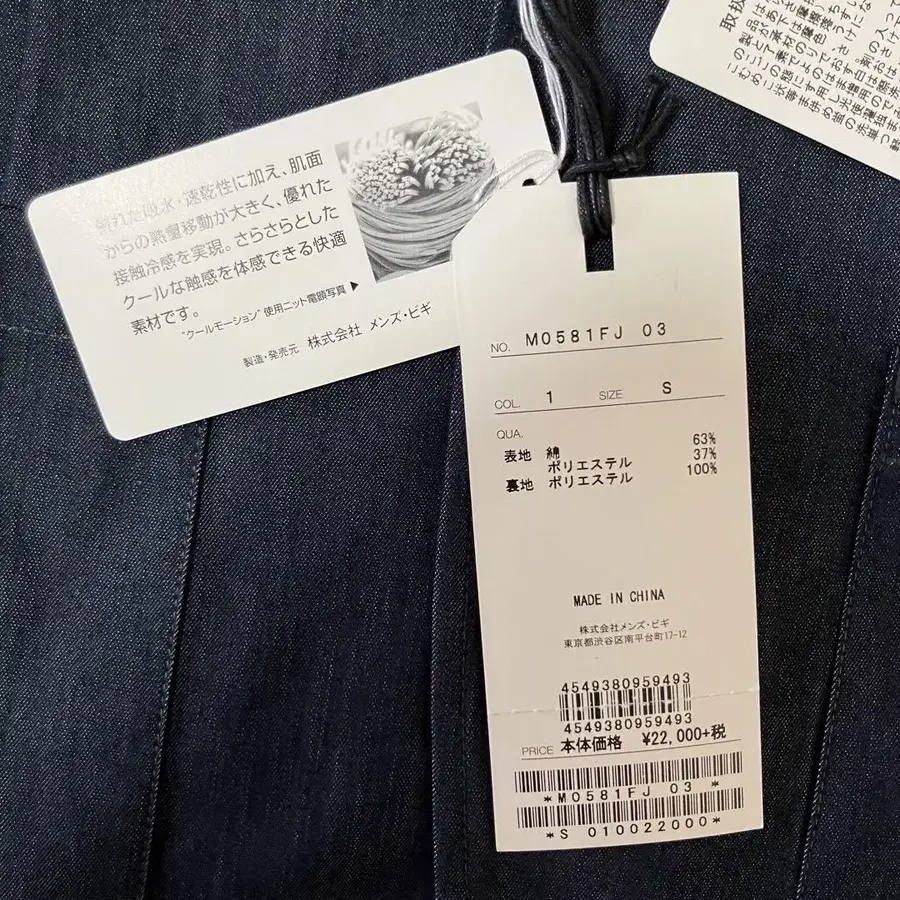 優れた吸水・速乾性に加え、肌面
からの熱量移動が大きく、優れた
接触冷感を実現。さらさらとした
クールな触感を体感できる快適
素材です。
"クールモーション"使用ニット電顕写真▶
製造・発売元 株式会社 メンズ・ビギ
NO. M0581FJ 03
COL. 1 SIZE S
QUA.
表地 綿 63%
ポリエステル 37%
裏地 ポリエステル 100%
MADE IN CHINA
株式会社メンズ・ビギ
東京都渋谷区南平台町17-12
4549380959493
4549380959493
PRICE 本体価格 ¥22,000+税
*M0581FJ 03 *
*S 010022000*
取扱